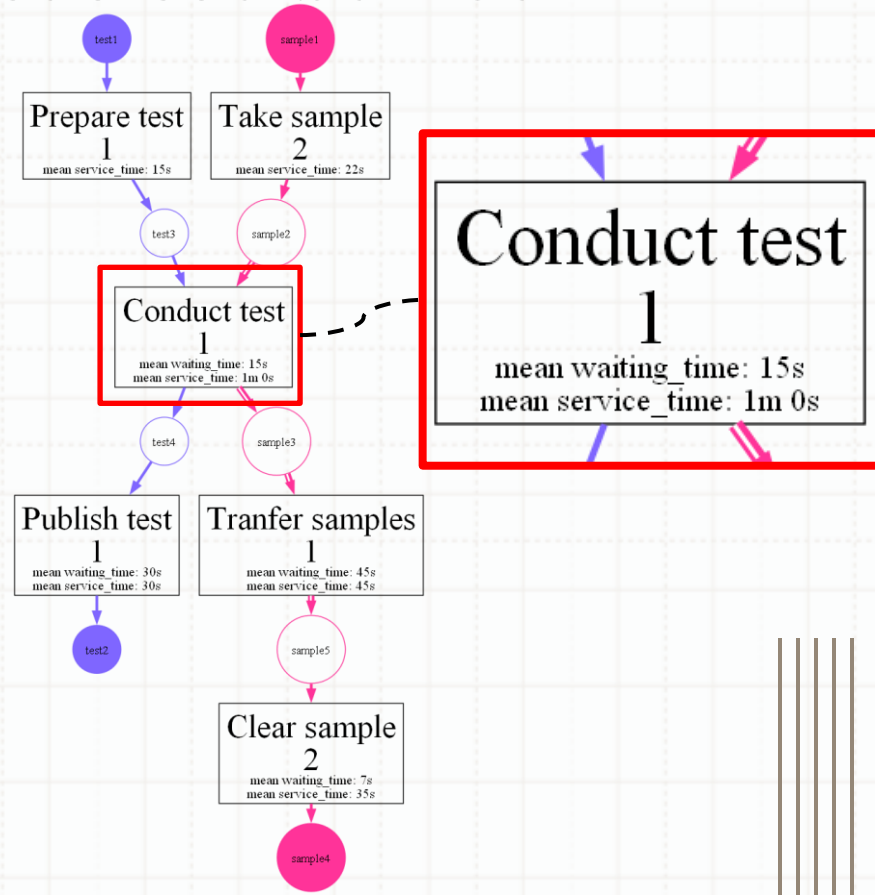 test1
sample1
Prepare test
1
mean service_time: 15s
Take sample
2
mean service_time: 22s
test3
sample2
Conduct test
1
mean waiting_time: 15s
mean service_time: 1m 0s
Conduct test
1
mean waiting_time: 15s
mean service_time: 1m 0s
test4
sample3
Publish test
1
mean waiting_time: 30s
mean service_time: 30s
Tranfer samples
1
mean waiting_time: 45s
mean service_time: 45s
test2
sample5
Clear sample
2
mean waiting_time: 7s
mean service_time: 35s
sample4